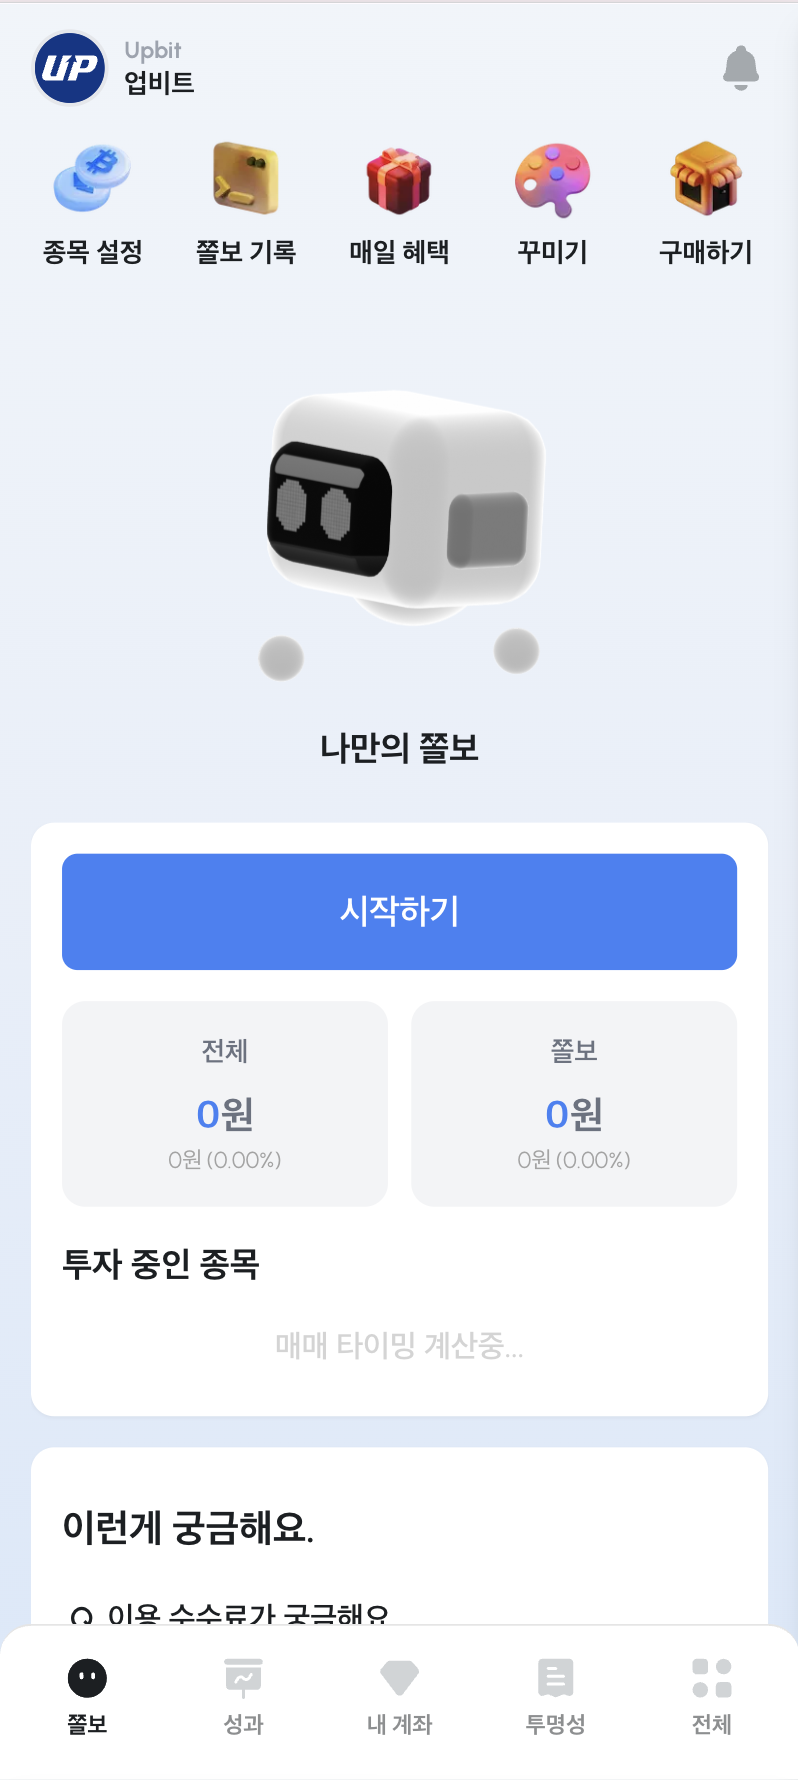 UP
Upbit
업비트
종목 설정
쫄보 기록
매일 혜택
꾸미기
구매하기
나만의 쫄보
시작하기
전체
쫄보
0원
0원
0원 (0.00%)
0원 (0.00%)
투자 중인 종목
매매 타이밍 계산중...
이런게 궁금해요.
Q 이용 수수료가 궁금해요
쫄보
성과
내 계좌
투명성
전체